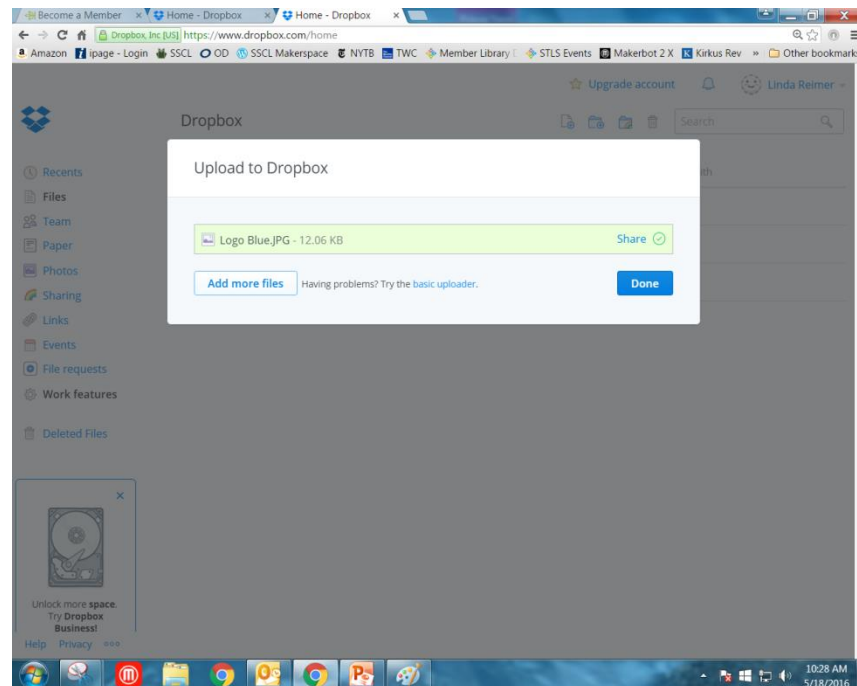 Become a Member
Home - Dropbox
Home - Dropbox
Dropbox, Inc [US] https://www.dropbox.com/home
Amazon ipage - Login SSCL OD SSCL Makerspace NYTB TWC Member Library STLS Events Makerbot 2 X Kirkus Rev » Other bookmark
Upgrade account Linda Reimer
Dropbox Search
Upload to Dropbox
Recents
Files
Logo Blue.JPG - 12.06 KB Share
Team
Paper
Photos
Add more files Having problems? Try the basic uploader. Done
Sharing
Links
Events
File requests
Work features
Deleted Files
Unlock more space.
Try Dropbox
Business!
Help Privacy
10:28 AM
5/18/2016